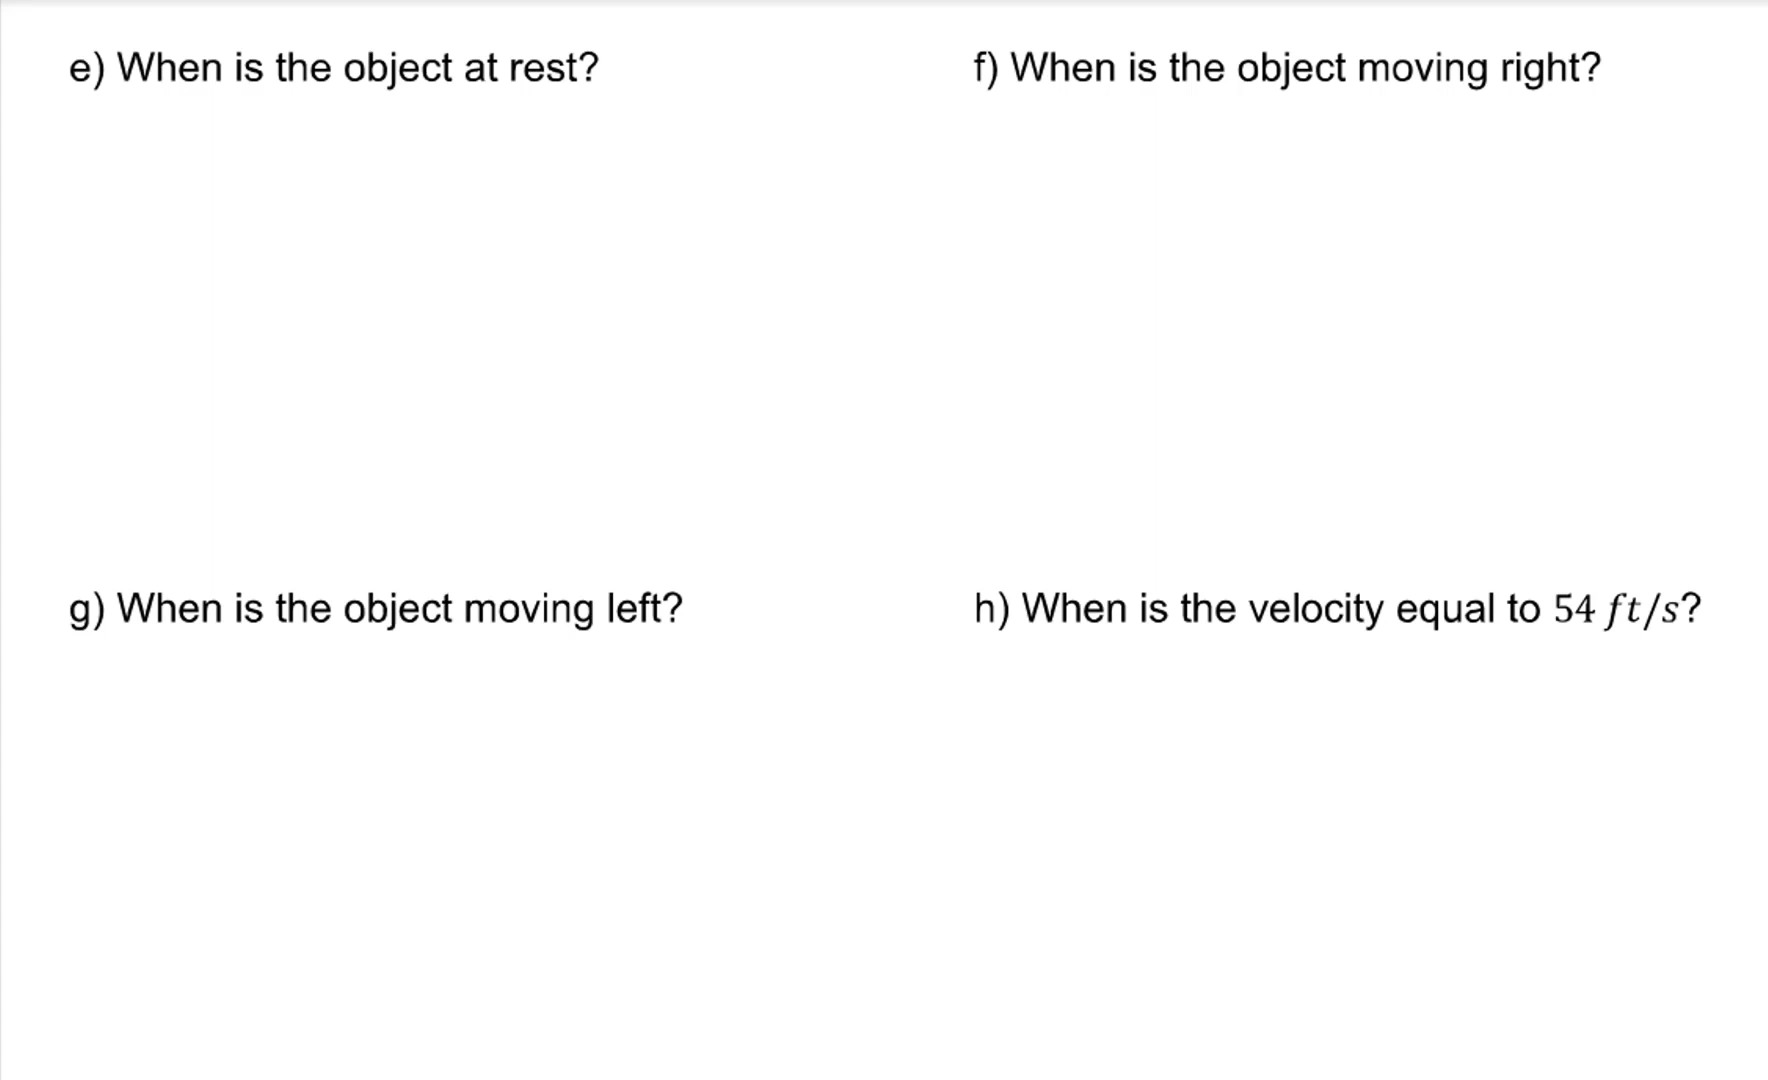 e) When is the object at rest?
f) When is the object moving right?
g) When is the object moving left?
h) When is the velocity equal to 54 ft/s?